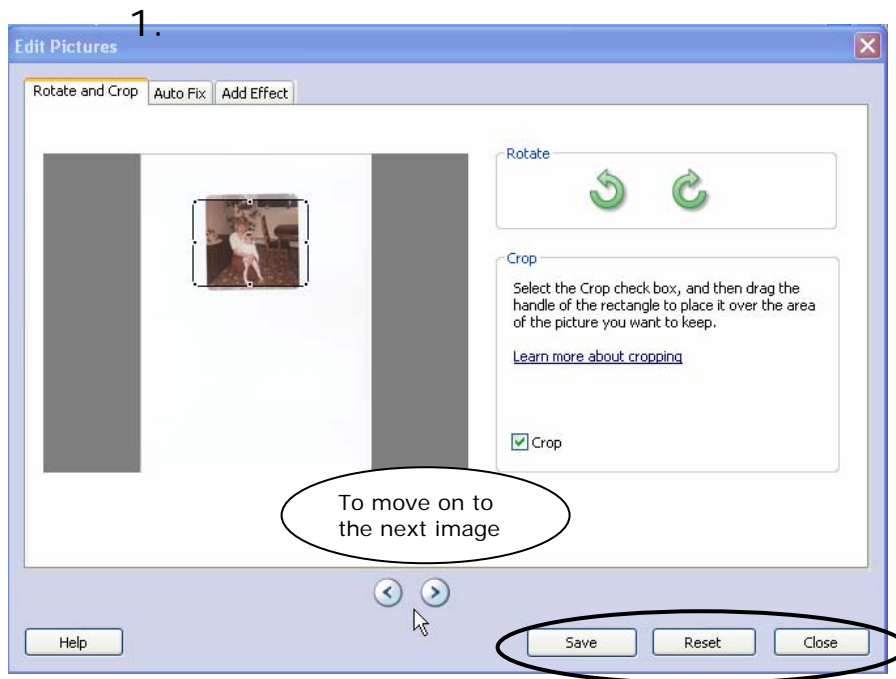 1.
Edit Pictures
Rotate and Crop Auto Fix Add Effect
Rotate
Crop
Select the Crop check box, and then drag the
handle of the rectangle to place it over the area
of the picture you want to keep.
Learn more about cropping
Crop
To move on to
the next image
Help Save Reset Close